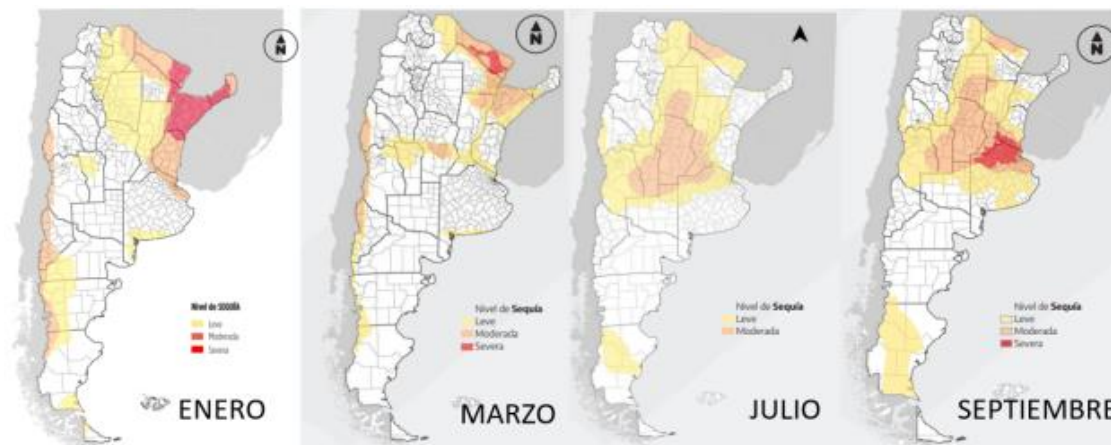 N
Nivel de SEQUÍA
Leve
Moderada
Severa
ENERO
N
Nivel de Sequía
Leve
Moderada
Severa
MARZO
Nivel de Sequía
Leve
Moderada
JULIO
N
Nivel de Sequía
Leve
Moderada
Severa
SEPTIEMBRE